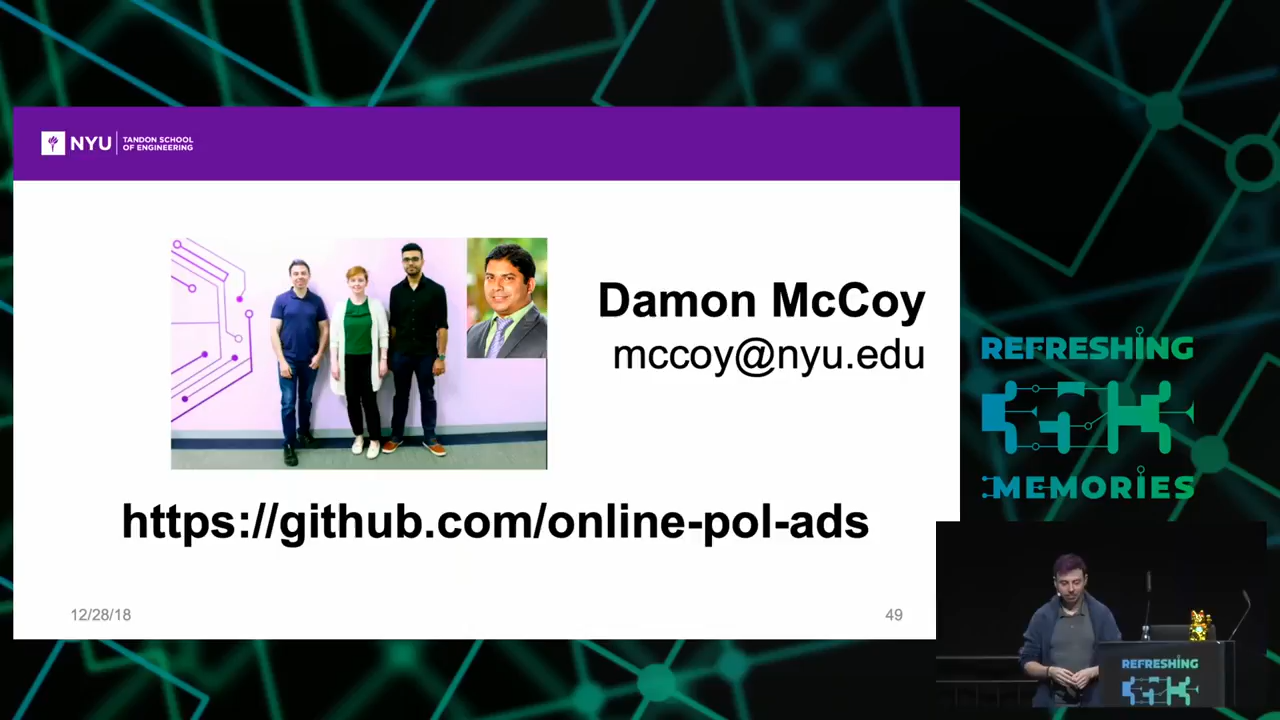 NYU
TANDON SCHOOL
OF ENGINEERING
Damon McCoy
mccoy@nyu.edu
https://github.com/online-pol-ads
12/28/18
49
REFRESHING
MEMORIES
REFRESHING